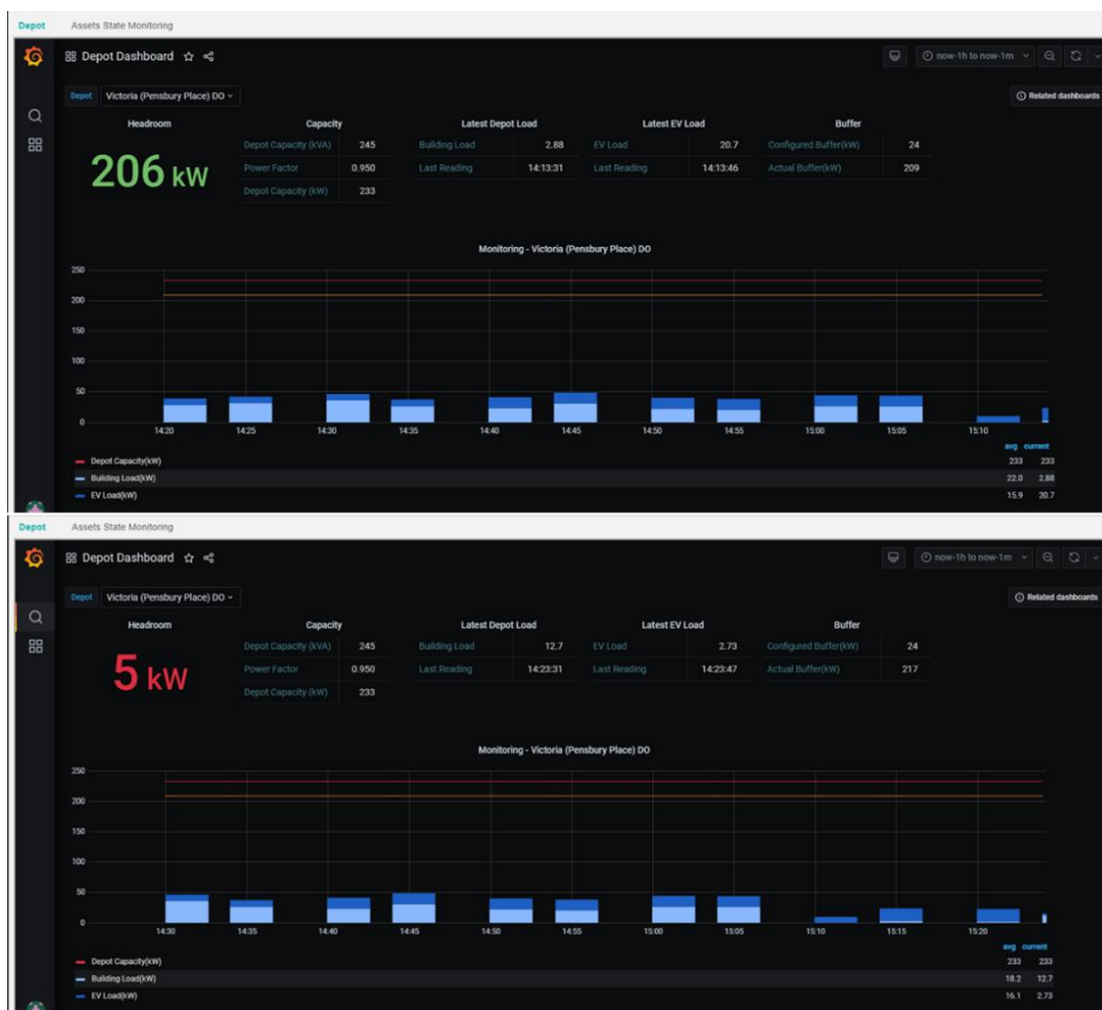 Depot Assets State Monitoring
Depot Dashboard now-1h to now-1m
Depot Victoria (Pensbury Place) DO Related dashboards
Headroom Capacity Latest Depot Load Latest EV Load Buffer
206 kW
Depot Capacity (kVA) 245 Building Load 2.88 EV Load 20.7 Configured Buffer(kW) 24
Power Factor 0.950 Last Reading 14:13:31 Last Reading 14:13:46 Actual Buffer(kW) 209
Depot Capacity (kW) 233
Monitoring - Victoria (Pensbury Place) DO
250
200
150
100
50
0
14:20 14:25 14:30 14:35 14:40 14:45 14:50 14:55 15:00 15:05 15:10
avg current
Depot Capacity(kW) 233 233
Building Load(kW) 22.0 2.88
EV Load(kW) 15.9 20.7
Depot Assets State Monitoring
Depot Dashboard now-1h to now-1m
Depot Victoria (Pensbury Place) DO Related dashboards
Headroom Capacity Latest Depot Load Latest EV Load Buffer
5 kW
Depot Capacity (kVA) 245 Building Load 12.7 EV Load 2.73 Configured Buffer(kW) 24
Power Factor 0.950 Last Reading 14:23:31 Last Reading 14:23:47 Actual Buffer(kW) 217
Depot Capacity (kW) 233
Monitoring - Victoria (Pensbury Place) DO
250
200
150
100
50
0
14:30 14:35 14:40 14:45 14:50 14:55 15:00 15:05 15:10 15:15 15:20
avg current
Depot Capacity(kW) 233 233
Building Load(kW) 18.2 12.7
EV Load(kW) 16.1 2.73